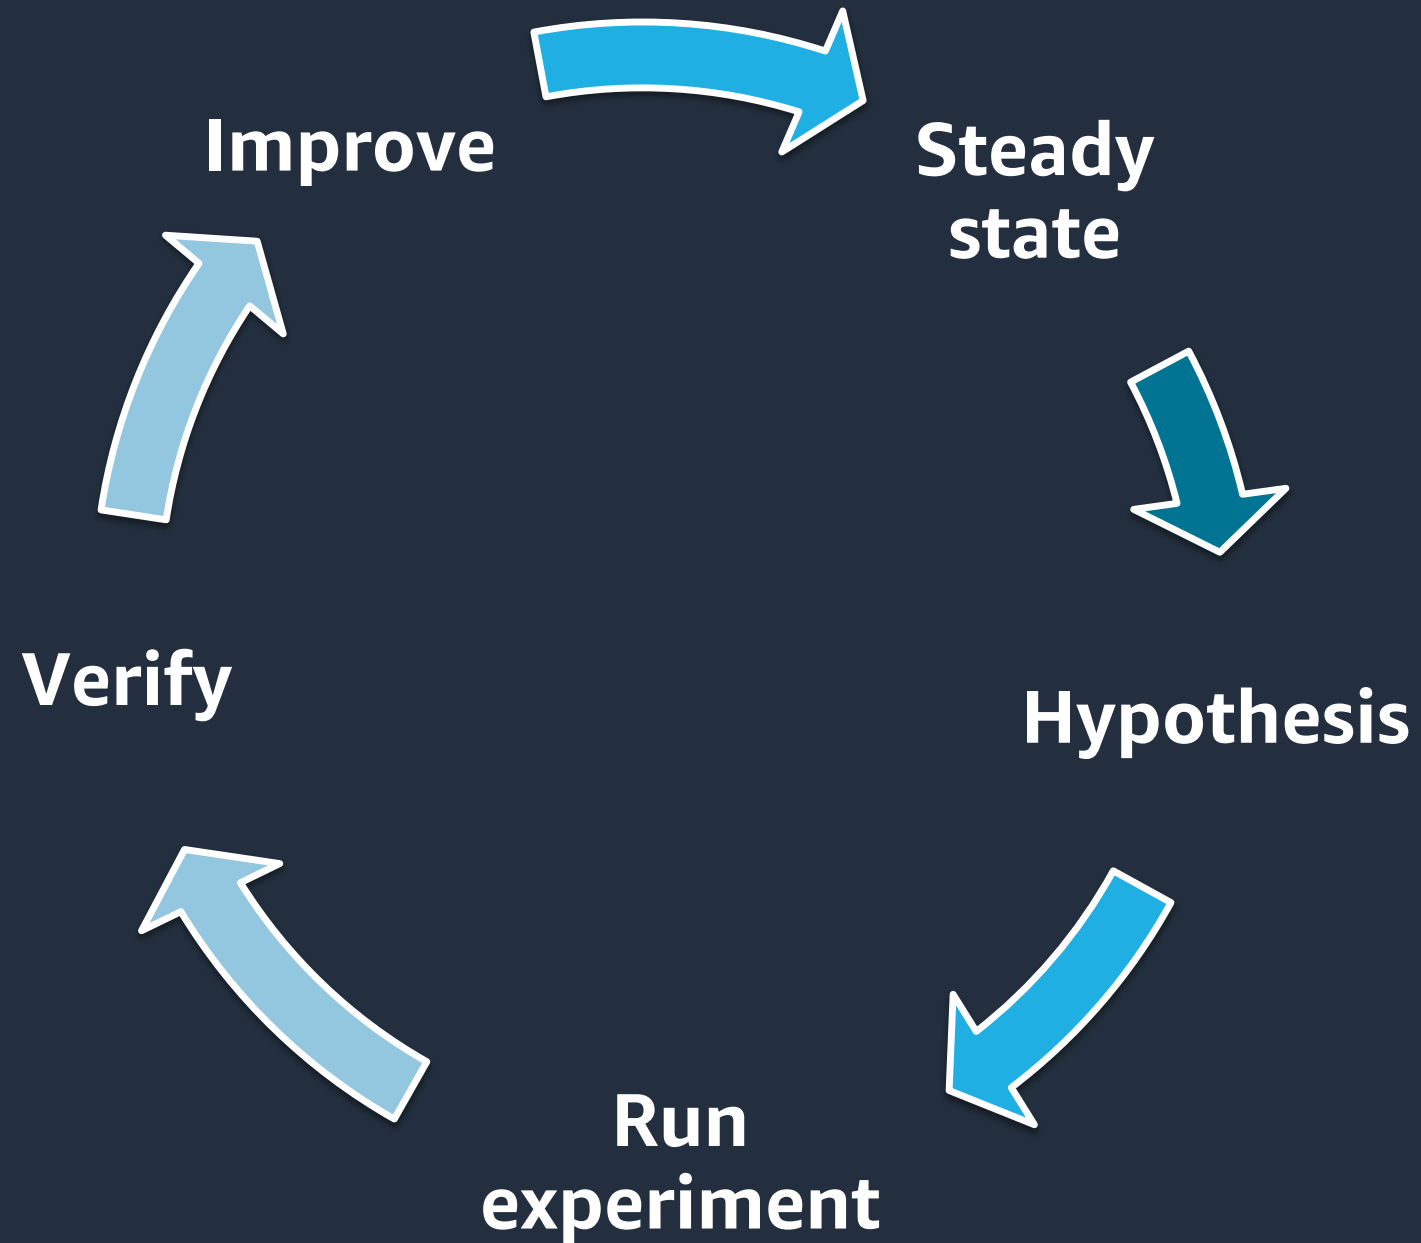 Improve
Steady
state
Hypothesis
Run
experiment
Verify